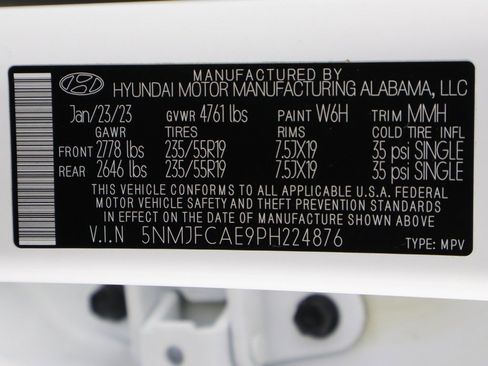 MANUFACTURED BY
HYUNDAI MOTOR MANUFACTURING ALABAMA, LLC
Jan/23/23 GVWR 4761 lbs PAINT W6H TRIM MMH
GAWR TIRES RIMS COLD TIRE INFL
FRONT 2778 lbs 235/55R19 7.5JX19 35 psi SINGLE
REAR 2646 lbs 235/55R19 7.5JX19 35 psi SINGLE
THIS VEHICLE CONFORMS TO ALL APPLICABLE U.S.A. FEDERAL
MOTOR VEHICLE SAFETY AND THEFT PREVENTION STANDARDS
IN EFFECT ON THE DATE OF MANUFACTURE SHOWN ABOVE
V.I.N 5NMJFCAE9PH224876 TYPE: MPV